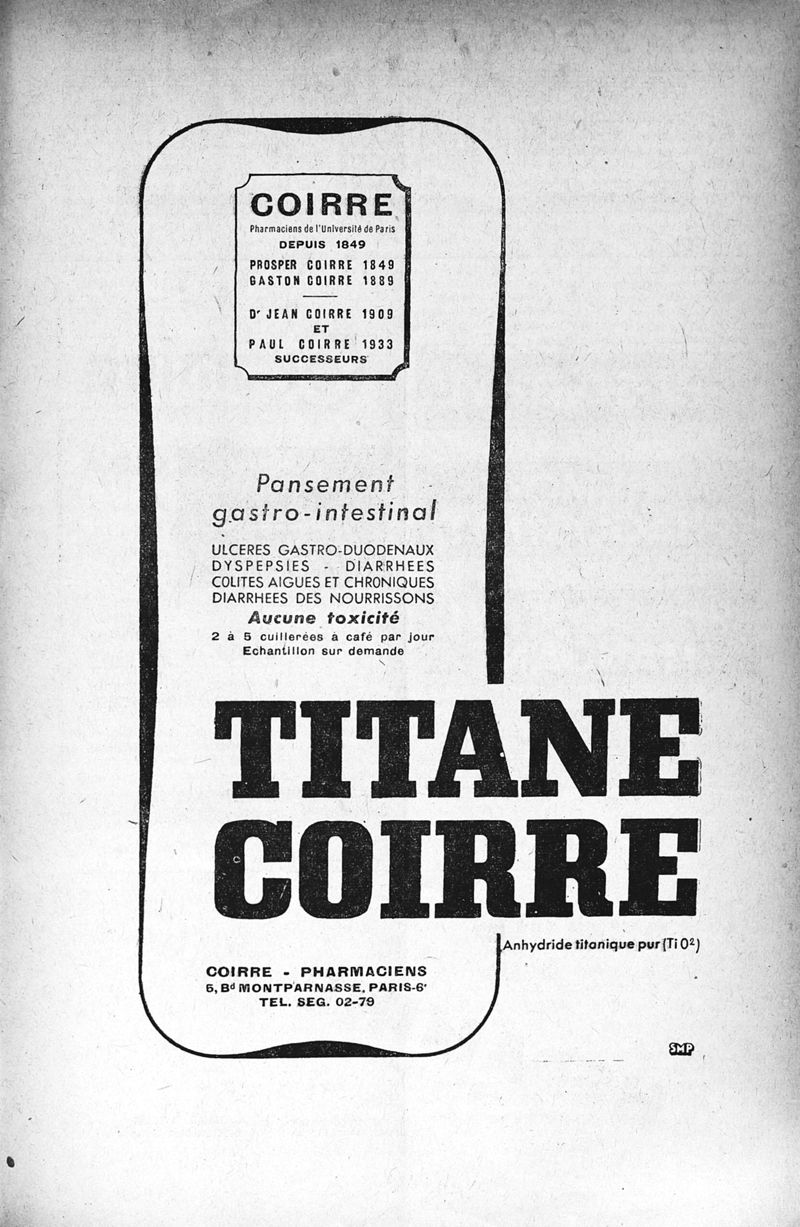 COIRRE
Pharmaciens de l'Université de Paris
DEPUIS 1849
PROSPER COIRRE 1849
GASTON COIRRE 1889
Dr JEAN COIRRE 1909
ET
PAUL COIRRE 1933
SUCCESSEURS
Pansement
gastro-intestinal
ULCERES GASTRO-DUODENAUX
DYSPEPSIES - DIARRHEES
COLITES AIGUES ET CHRONIQUES
DIARRHEES DES NOURRISSONS
Aucune toxicité
2 à 5 cuillerées à café par jour
Echantillon sur demande
TITANE
COIRRE
Anhydride titanique pur (Ti O²)
COIRRE - PHARMACIENS
5, Bd MONTPARNASSE, PARIS-6e
TEL. SEG. 02-79
SMP